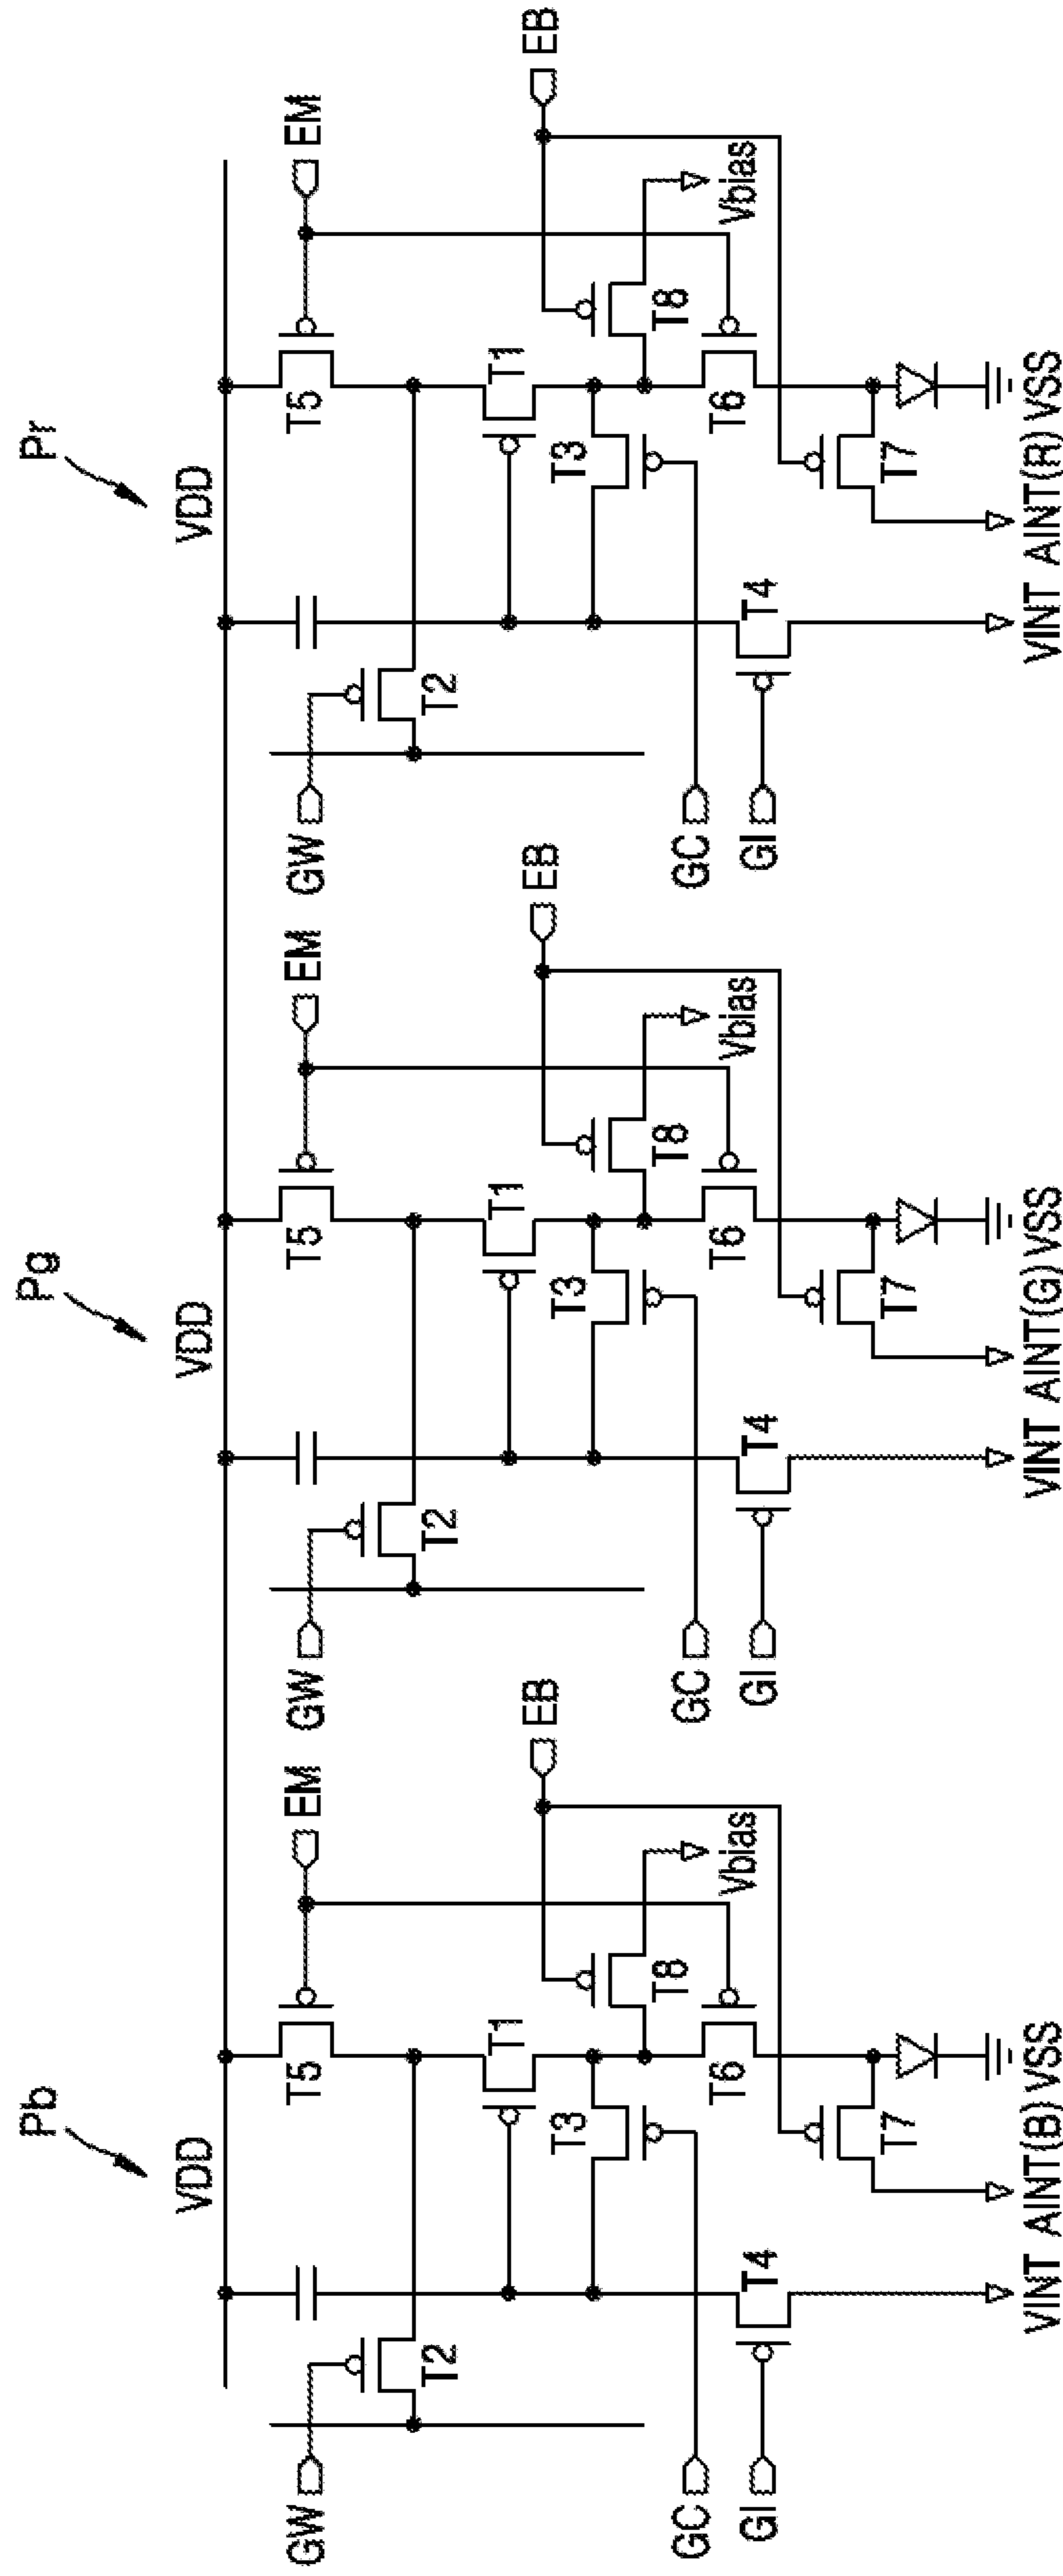 Pb
VDD
GW
T2
T5
EM
T1
T3
EB
T8
Vbias
GC
T6
GI
T4
T7
VINT AINT(B) VSS
Pg
VDD
GW
T2
T5
EM
T1
T3
EB
T8
Vbias
GC
T6
GI
T4
T7
VINT AINT(G) VSS
Pr
VDD
GW
T2
T5
EM
T1
T3
EB
T8
Vbias
GC
T6
GI
T4
T7
VINT AINT(R) VSS